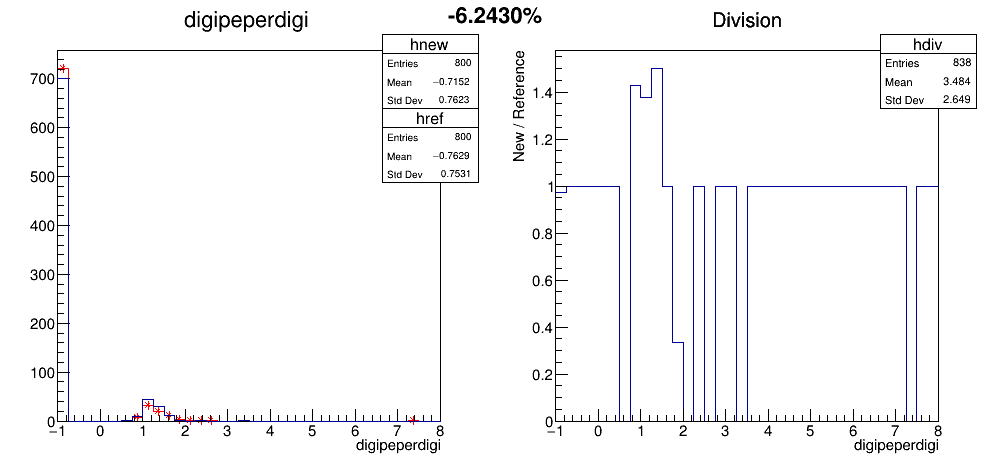 -6.2430%
digipeperdigi
hnew
Entries 800
Mean −0.7152
Std Dev 0.7623
href
Entries 800
Mean −0.7629
Std Dev 0.7531
700
600
500
400
300
200
100
0
−1 0 1 2 3 4 5 6 7 8
digipeperdigi
Division
hdiv
Entries 838
Mean 3.484
Std Dev 2.649
New / Reference
1.4
1.2
1
0.8
0.6
0.4
0.2
0
−1 0 1 2 3 4 5 6 7 8
digipeperdigi